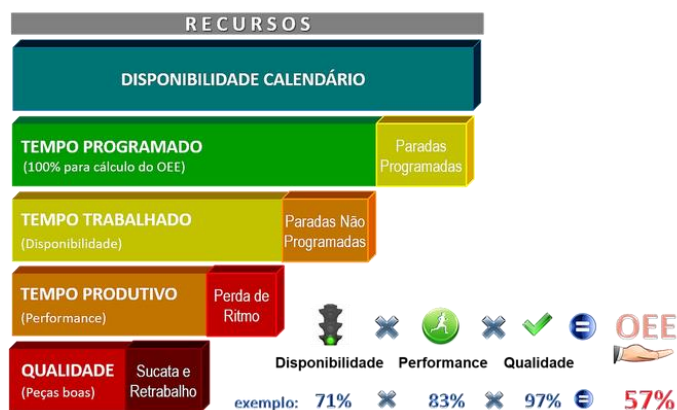 RECURSOS
DISPONIBILIDADE CALENDÁRIO
TEMPO PROGRAMADO
(100% para cálculo do OEE)
Paradas
Programadas
TEMPO TRABALHADO
(Disponibilidade)
Paradas Não
Programadas
TEMPO PRODUTIVO
(Performance)
Perda de
Ritmo
QUALIDADE
(Peças boas)
Sucata e
Retrabalho
OEE
Disponibilidade Performance Qualidade
exemplo: 71% × 83% × 97% = 57%